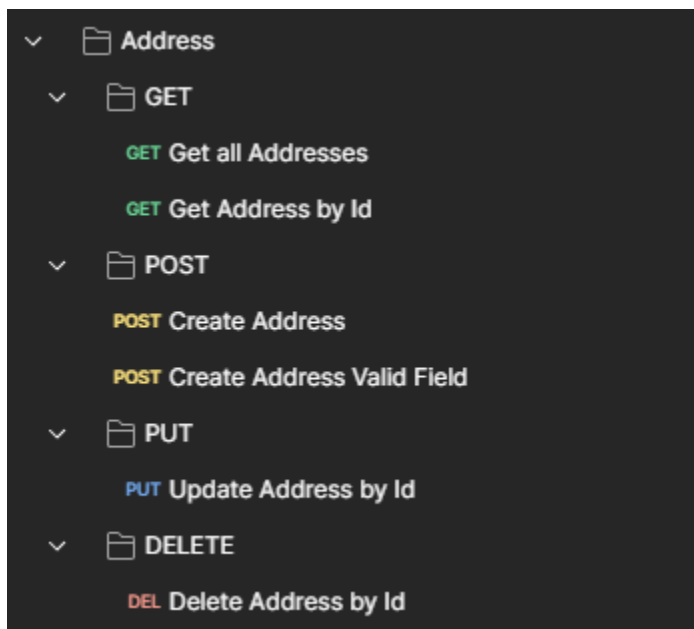 Address
GET
GET Get all Addresses
GET Get Address by Id
POST
POST Create Address
POST Create Address Valid Field
PUT
PUT Update Address by Id
DELETE
DEL Delete Address by Id